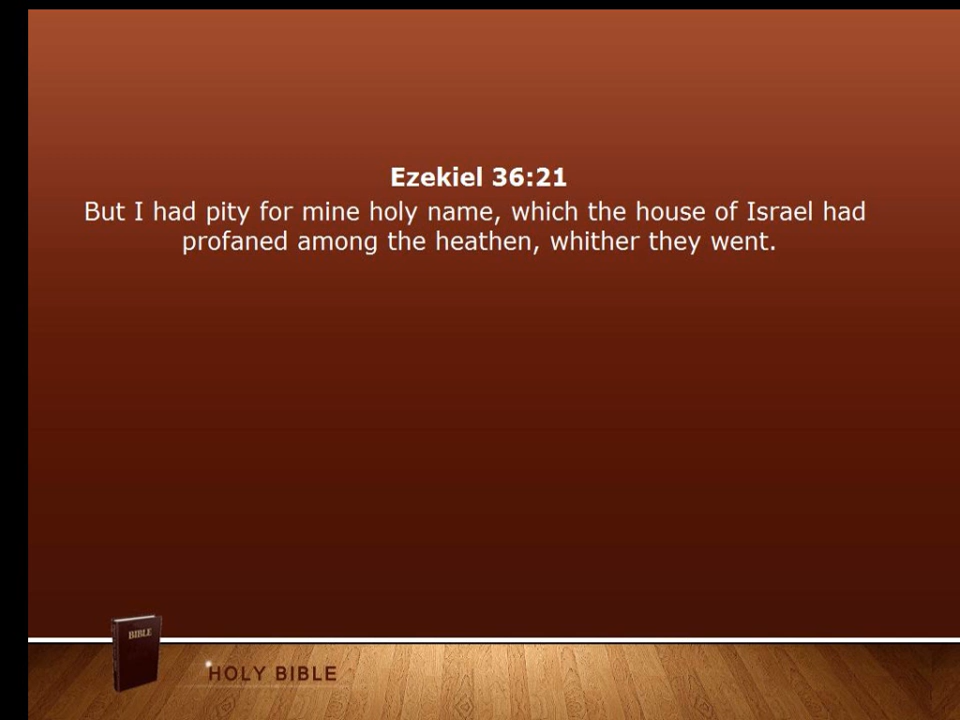 Ezekiel 36:21
But I had pity for mine holy name, which the house of Israel had
profaned among the heathen, whither they went.
BIBLE
HOLY BIBLE